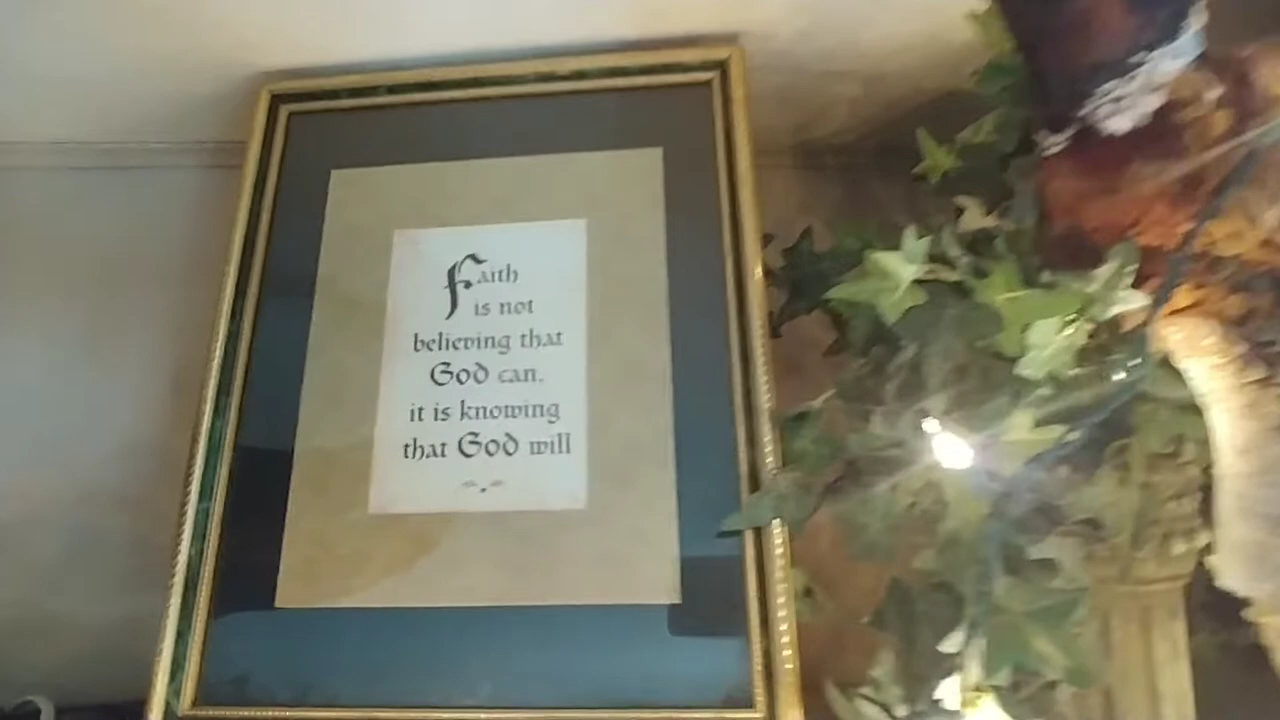 Faith
is not
believing that
God can.
it is knowing
that God will